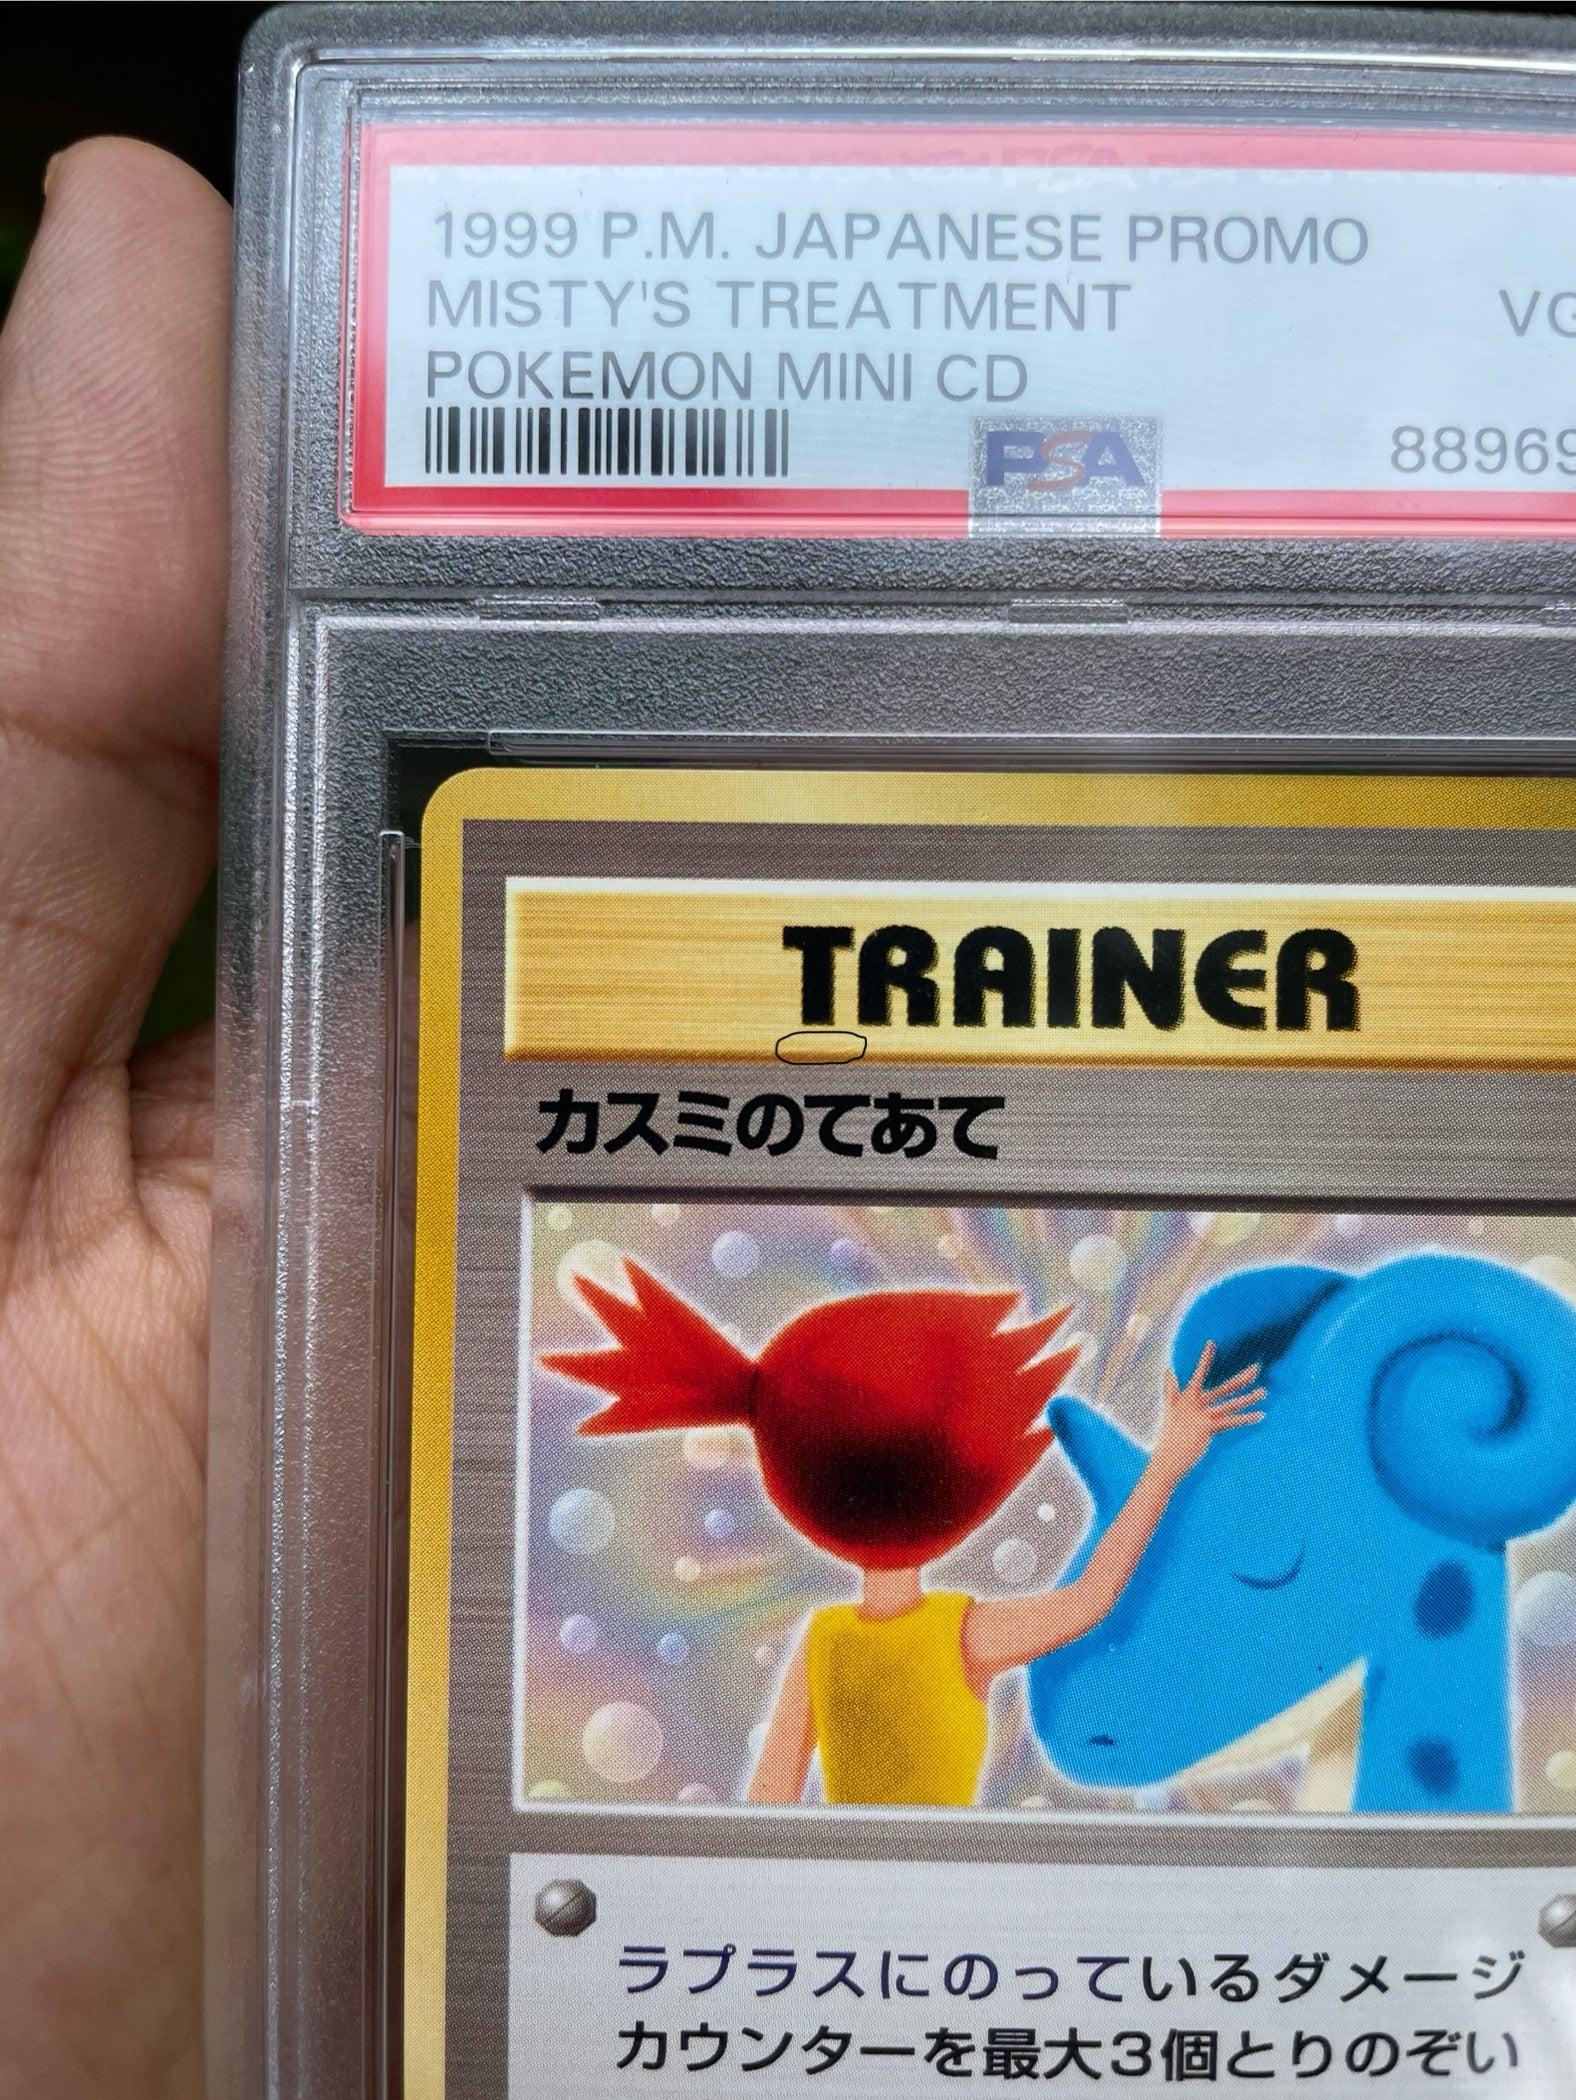 1999 P.M. JAPANESE PROMO
MISTY'S TREATMENT
POKEMON MINI CD
PSA
TRAINER
カスミのてあて
ラプラスにのっているダメージ
カウンターを最大3個とりのぞい